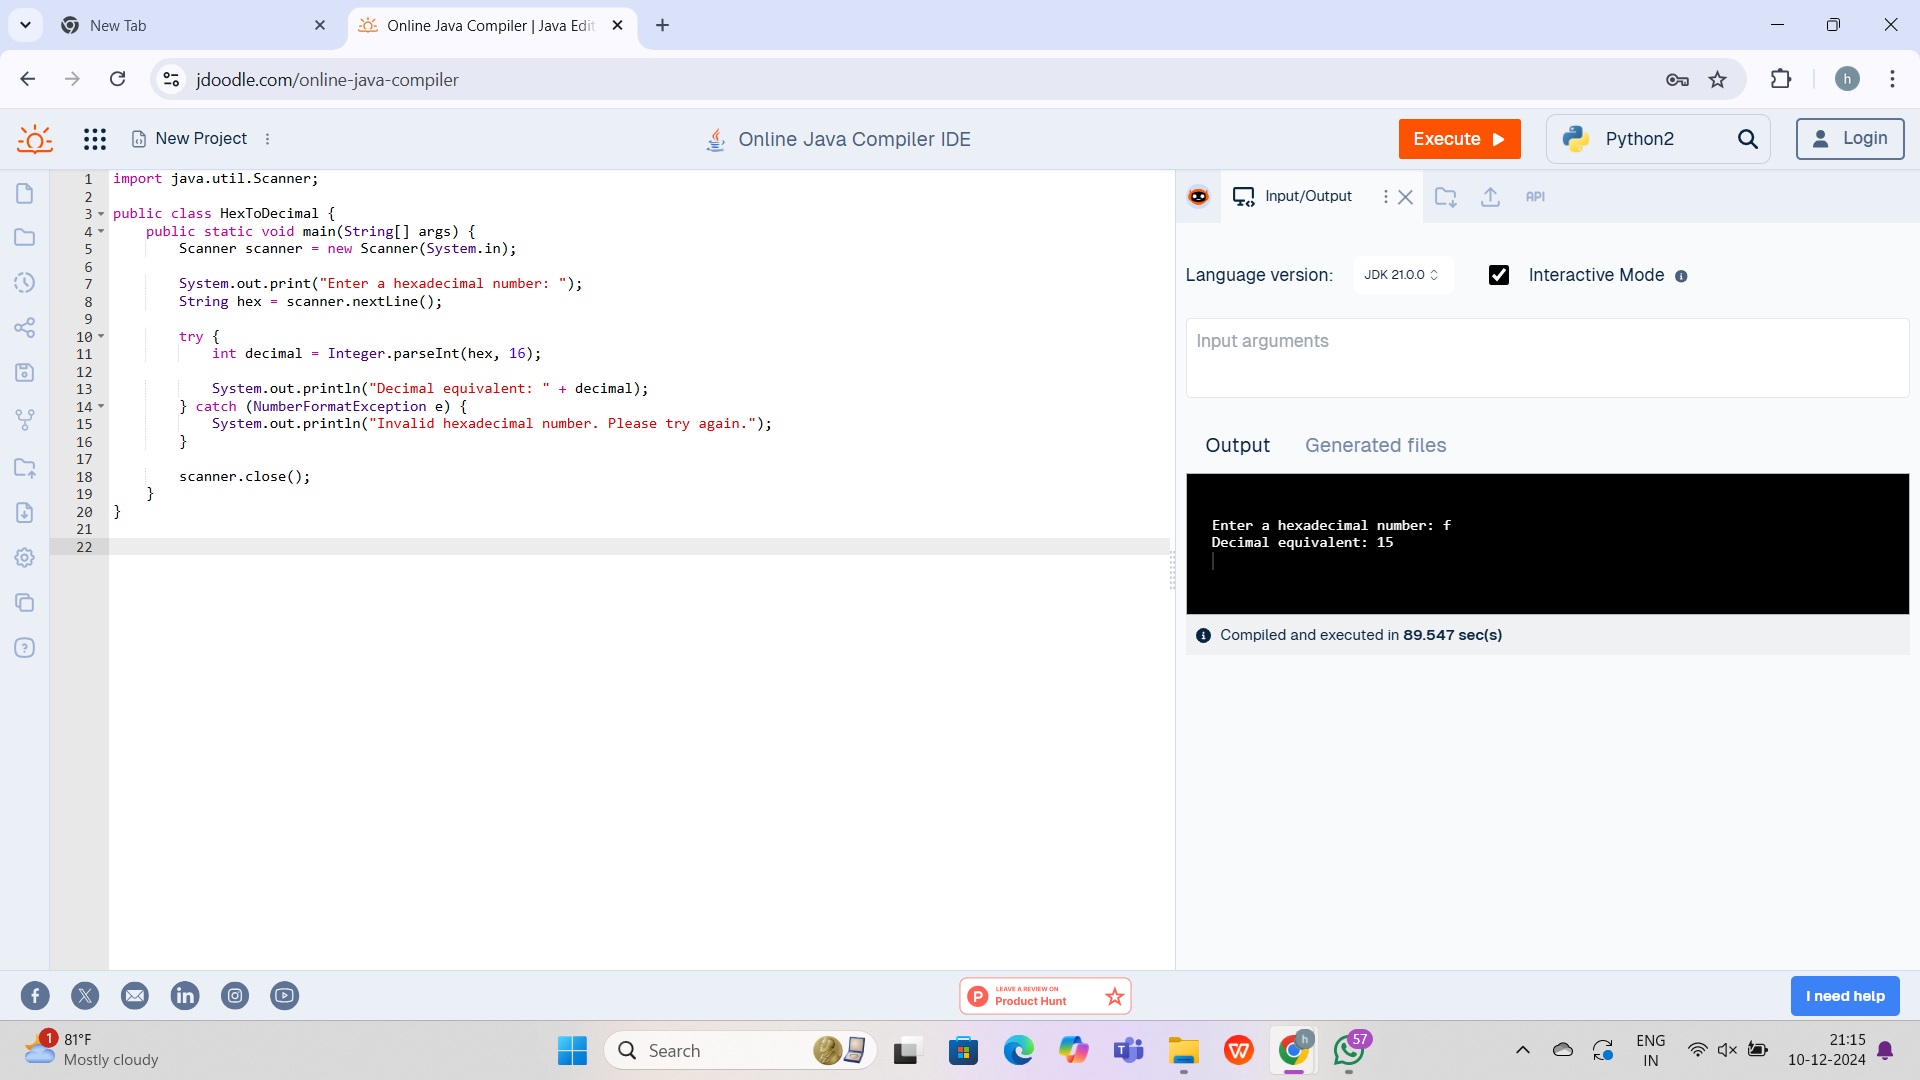 New Tab
Online Java Compiler | Java Edit
jdoodle.com/online-java-compiler
h
New Project
Online Java Compiler IDE
Execute
Python2
Login
1 import java.util.Scanner;
2
3 public class HexToDecimal {
4 public static void main(String[] args) {
5 Scanner scanner = new Scanner(System.in);
6
7 System.out.print("Enter a hexadecimal number: ");
8 String hex = scanner.nextLine();
9
10 try {
11 int decimal = Integer.parseInt(hex, 16);
12
13 System.out.println("Decimal equivalent: " + decimal);
14 } catch (NumberFormatException e) {
15 System.out.println("Invalid hexadecimal number. Please try again.");
16 }
17
18 scanner.close();
19 }
20 }
21
22
Input/Output
API
Language version:
JDK 21.0.0
Interactive Mode
Input arguments
Output
Generated files
Enter a hexadecimal number: f
Decimal equivalent: 15
Compiled and executed in 89.547 sec(s)
LEAVE A REVIEW ON
Product Hunt
I need help
1
81°F
Mostly cloudy
Search
h
57
ENG
IN
21:15
10-12-2024